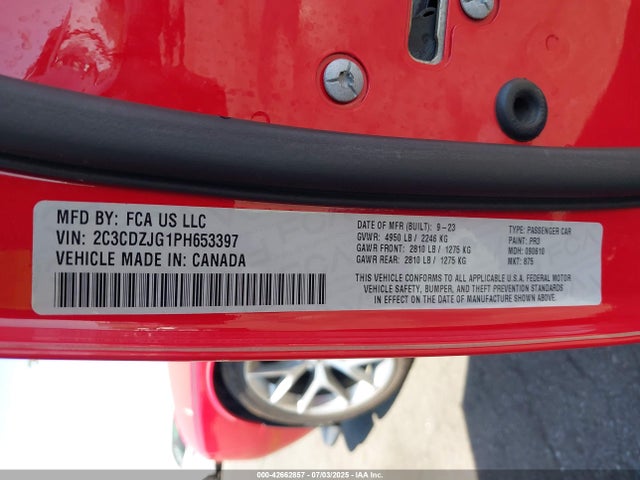 MFD BY: FCA US LLC
VIN: 2C3CDZJG1PH653397
VEHICLE MADE IN: CANADA
DATE OF MFR (BUILT): 9-23
GVWR: 4950 LB / 2246 KG
GAWR FRONT: 2810 LB / 1275 KG
GAWR REAR: 2810 LB / 1275 KG
TYPE: PASSENGER CAR
PAINT: PR3
MDH: 090610
MKT: 875
THIS VEHICLE CONFORMS TO ALL APPLICABLE U.S.A. FEDERAL MOTOR
VEHICLE SAFETY, BUMPER, AND THEFT PREVENTION STANDARDS
IN EFFECT ON THE DATE OF MANUFACTURE SHOWN ABOVE.
000-42662857 - 07/03/2025 - IAA, Inc.